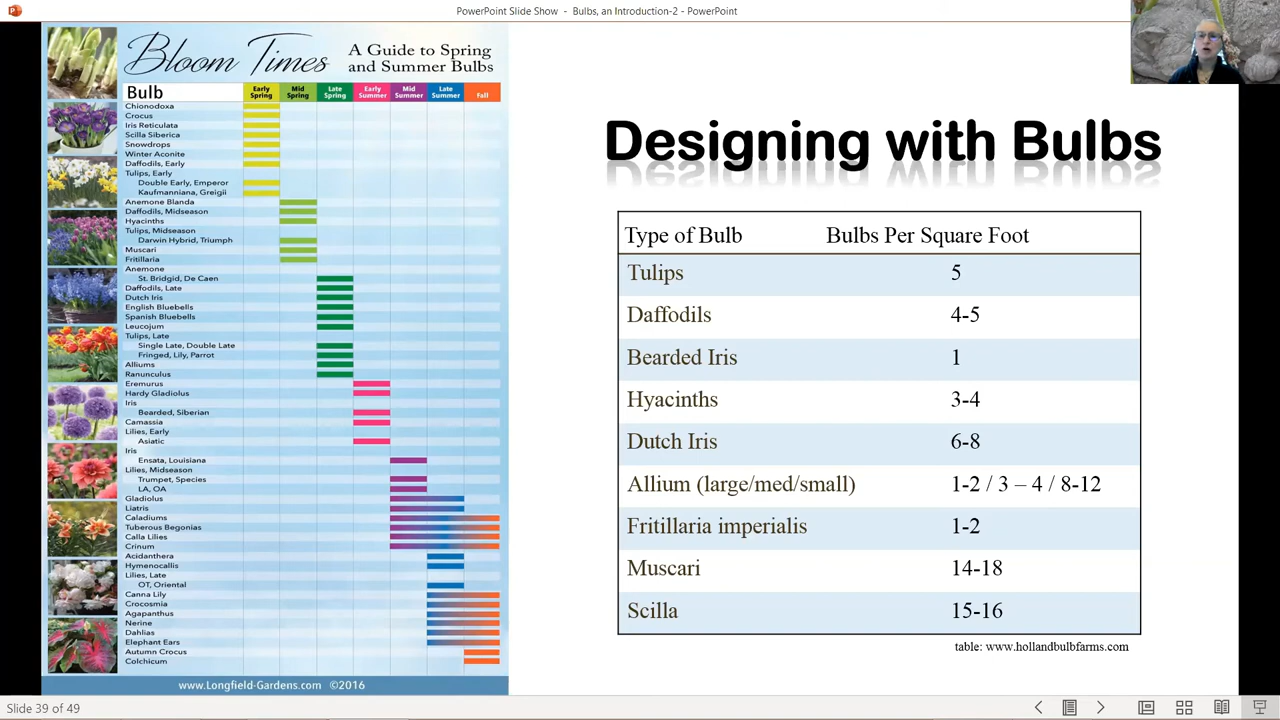 PowerPoint Slide Show - Bulbs, an Introduction-2 - PowerPoint
Bloom Times
A Guide to Spring
and Summer Bulbs
Bulb
Early Spring
Mid Spring
Late Spring
Early Summer
Mid Summer
Late Summer
Fall
Chionodoxa
Crocus
Iris Reticulata
Scilla Siberica
Snowdrops
Winter Aconite
Daffodils, Early
Tulips, Early
Double Early, Emperor
Kaufmanniana, Greigii
Anemone Blanda
Daffodils, Midseason
Hyacinths
Tulips, Midseason
Darwin Hybrid, Triumph
Muscari
Fritillaria
Anemone
St. Bridgid, De Caen
Daffodils, Late
Dutch Iris
English Bluebells
Spanish Bluebells
Leucojum
Tulips, Late
Single Late, Double Late
Fringed, Lily, Parrot
Alliums
Ranunculus
Eremurus
Hardy Gladiolus
Iris
Bearded, Siberian
Camassia
Lilies, Early
Asiatic
Iris
Ensata, Louisiana
Lilies, Midseason
Trumpet, Species
LA, OA
Gladiolus
Liatris
Caladiums
Tuberous Begonias
Calla Lilies
Crinum
Acidanthera
Hymenocallis
Lilies, Late
OT, Oriental
Canna Lily
Crocosmia
Agapanthus
Nerine
Dahlias
Elephant Ears
Autumn Crocus
Colchicum
www.Longfield-Gardens.com ©2016
Designing with Bulbs
Type of Bulb Bulbs Per Square Foot
Tulips 5
Daffodils 4-5
Bearded Iris 1
Hyacinths 3-4
Dutch Iris 6-8
Allium (large/med/small) 1-2 / 3 – 4 / 8-12
Fritillaria imperialis 1-2
Muscari 14-18
Scilla 15-16
table: www.hollandbulbfarms.com
Slide 39 of 49